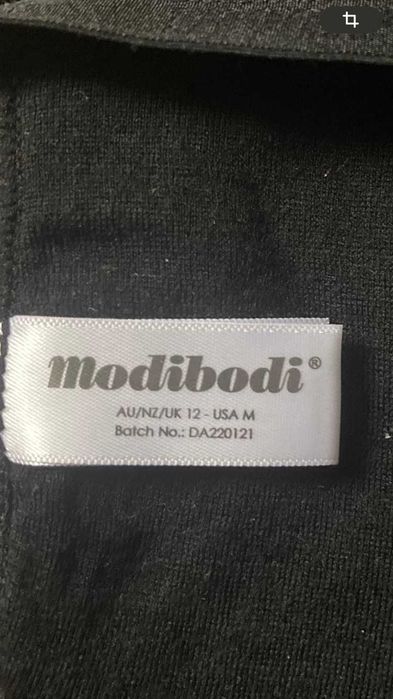 modibodi®
AU/NZ/UK 12 - USA M
Batch No.: DA220121